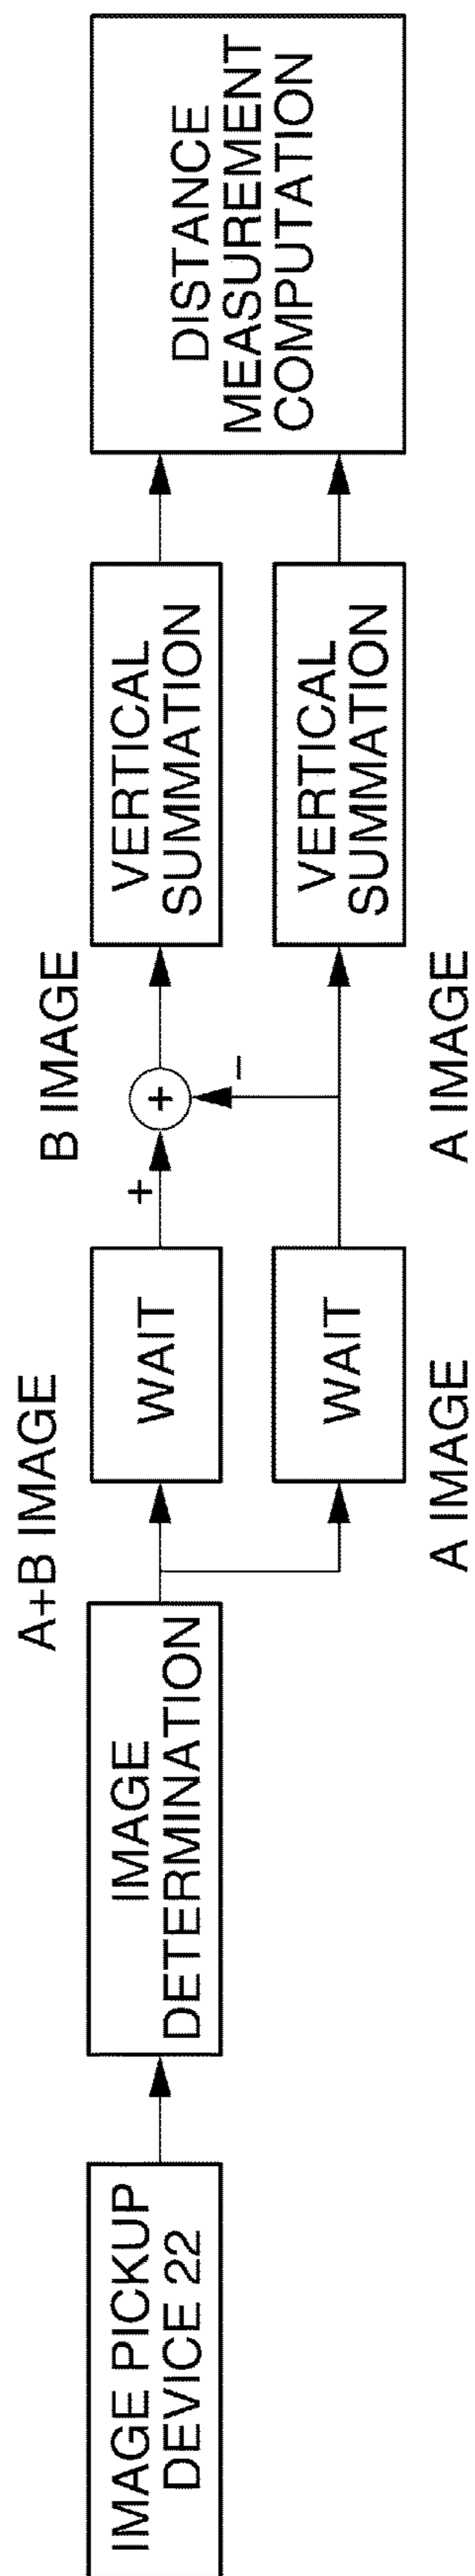 IMAGE PICKUP
DEVICE 22
IMAGE
DETERMINATION
A+B IMAGE
WAIT
+
+
−
B IMAGE
VERTICAL
SUMMATION
A IMAGE
WAIT
A IMAGE
VERTICAL
SUMMATION
DISTANCE
MEASUREMENT
COMPUTATION